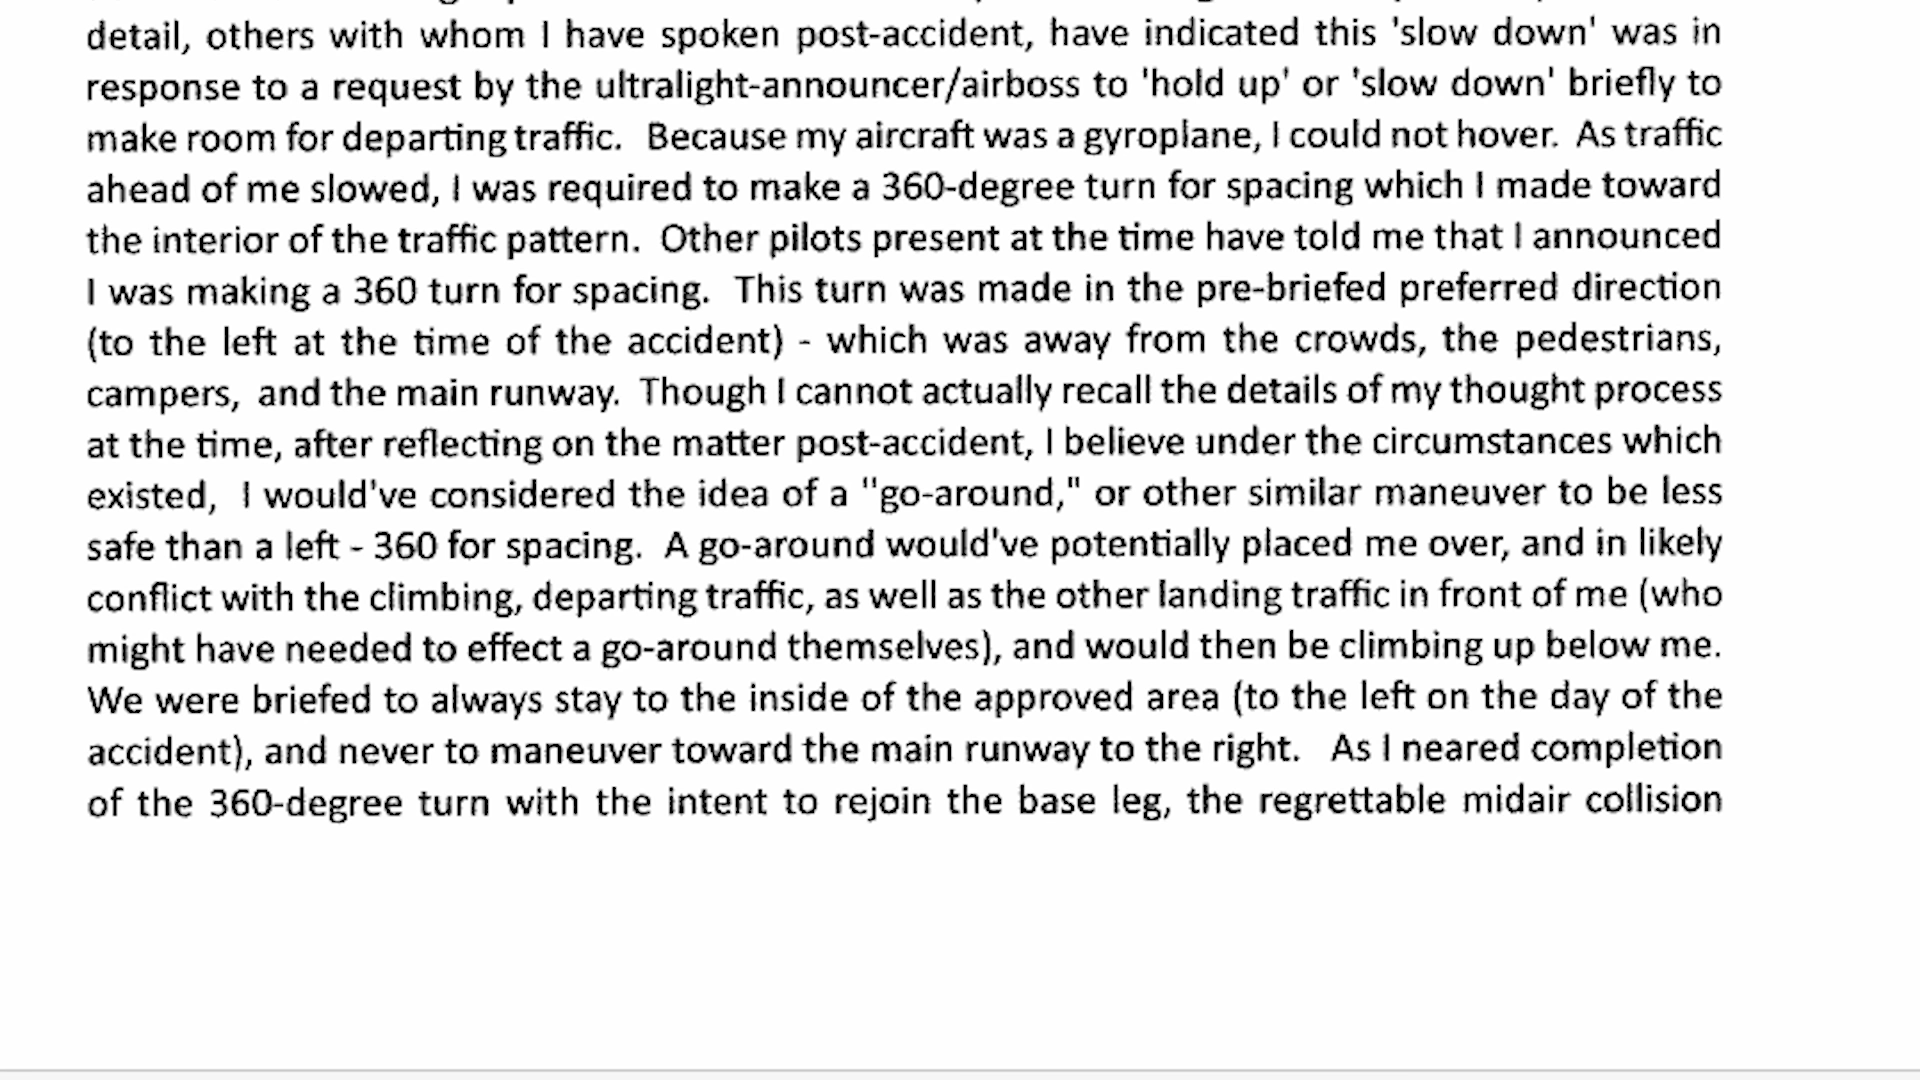 detail, others with whom I have spoken post-accident, have indicated this 'slow down' was in
response to a request by the ultralight-announcer/airboss to 'hold up' or 'slow down' briefly to
make room for departing traffic.  Because my aircraft was a gyroplane, I could not hover.  As traffic
ahead of me slowed, I was required to make a 360-degree turn for spacing which I made toward
the interior of the traffic pattern.  Other pilots present at the time have told me that I announced
I was making a 360 turn for spacing.  This turn was made in the pre-briefed preferred direction
(to the left at the time of the accident) - which was away from the crowds, the pedestrians,
campers,  and the main runway.  Though I cannot actually recall the details of my thought process
at the time, after reflecting on the matter post-accident, I believe under the circumstances which
existed,  I would've considered the idea of a "go-around," or other similar maneuver to be less
safe than a left - 360 for spacing.  A go-around would've potentially placed me over, and in likely
conflict with the climbing, departing traffic, as well as the other landing traffic in front of me (who
might have needed to effect a go-around themselves), and would then be climbing up below me.
We were briefed to always stay to the inside of the approved area (to the left on the day of the
accident), and never to maneuver toward the main runway to the right.   As I neared completion
of the 360-degree turn with the intent to rejoin the base leg, the regrettable midair collision